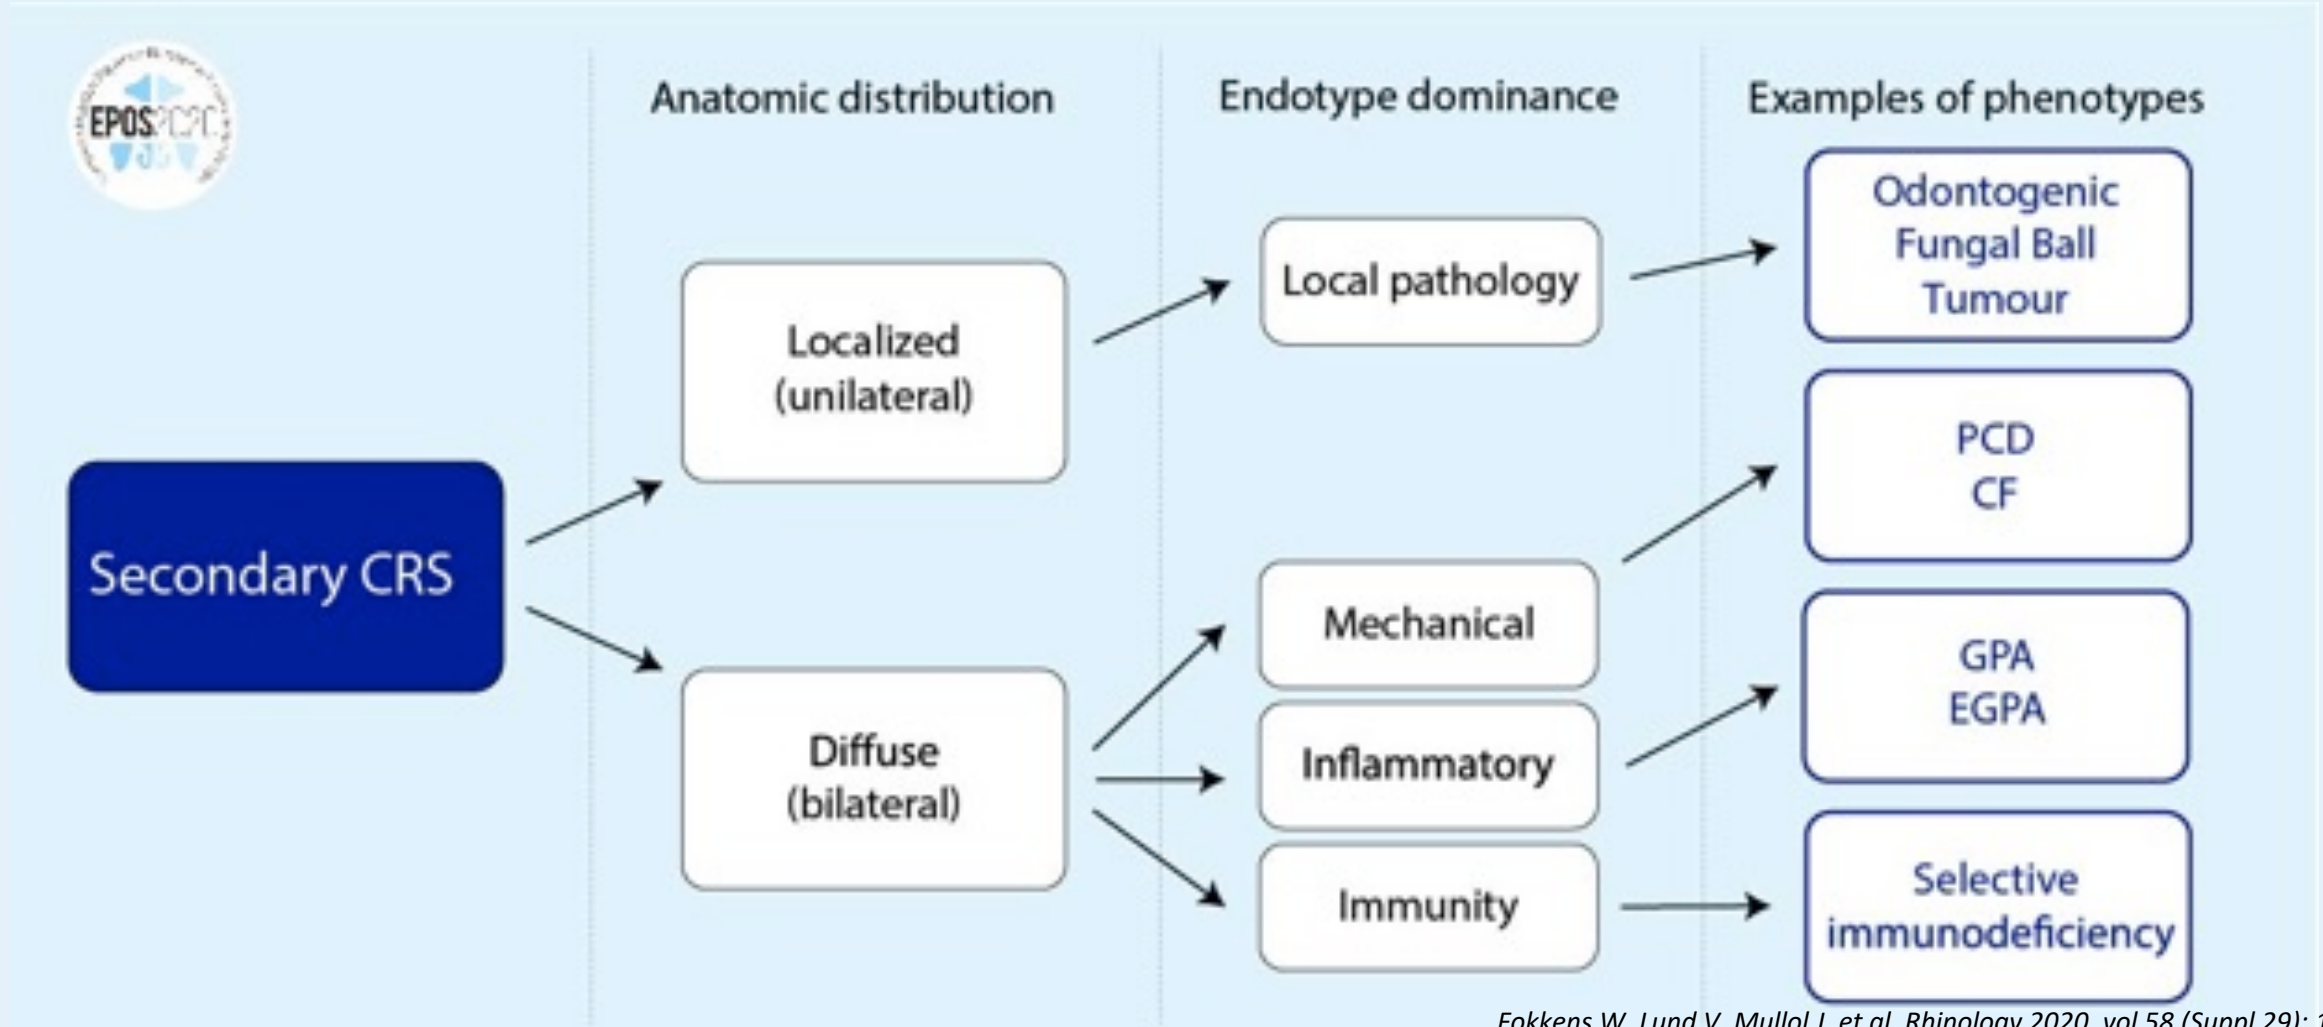 EPOS2020
Anatomic distribution
Endotype dominance
Examples of phenotypes
Secondary CRS
Localized
(unilateral)
Diffuse
(bilateral)
Local pathology
Mechanical
Inflammatory
Immunity
Odontogenic
Fungal Ball
Tumour
PCD
CF
GPA
EGPA
Selective
immunodeficiency
Fokkens W, Lund V, Mullol J, et al. Rhinology 2020, vol 58 (Suppl 29):